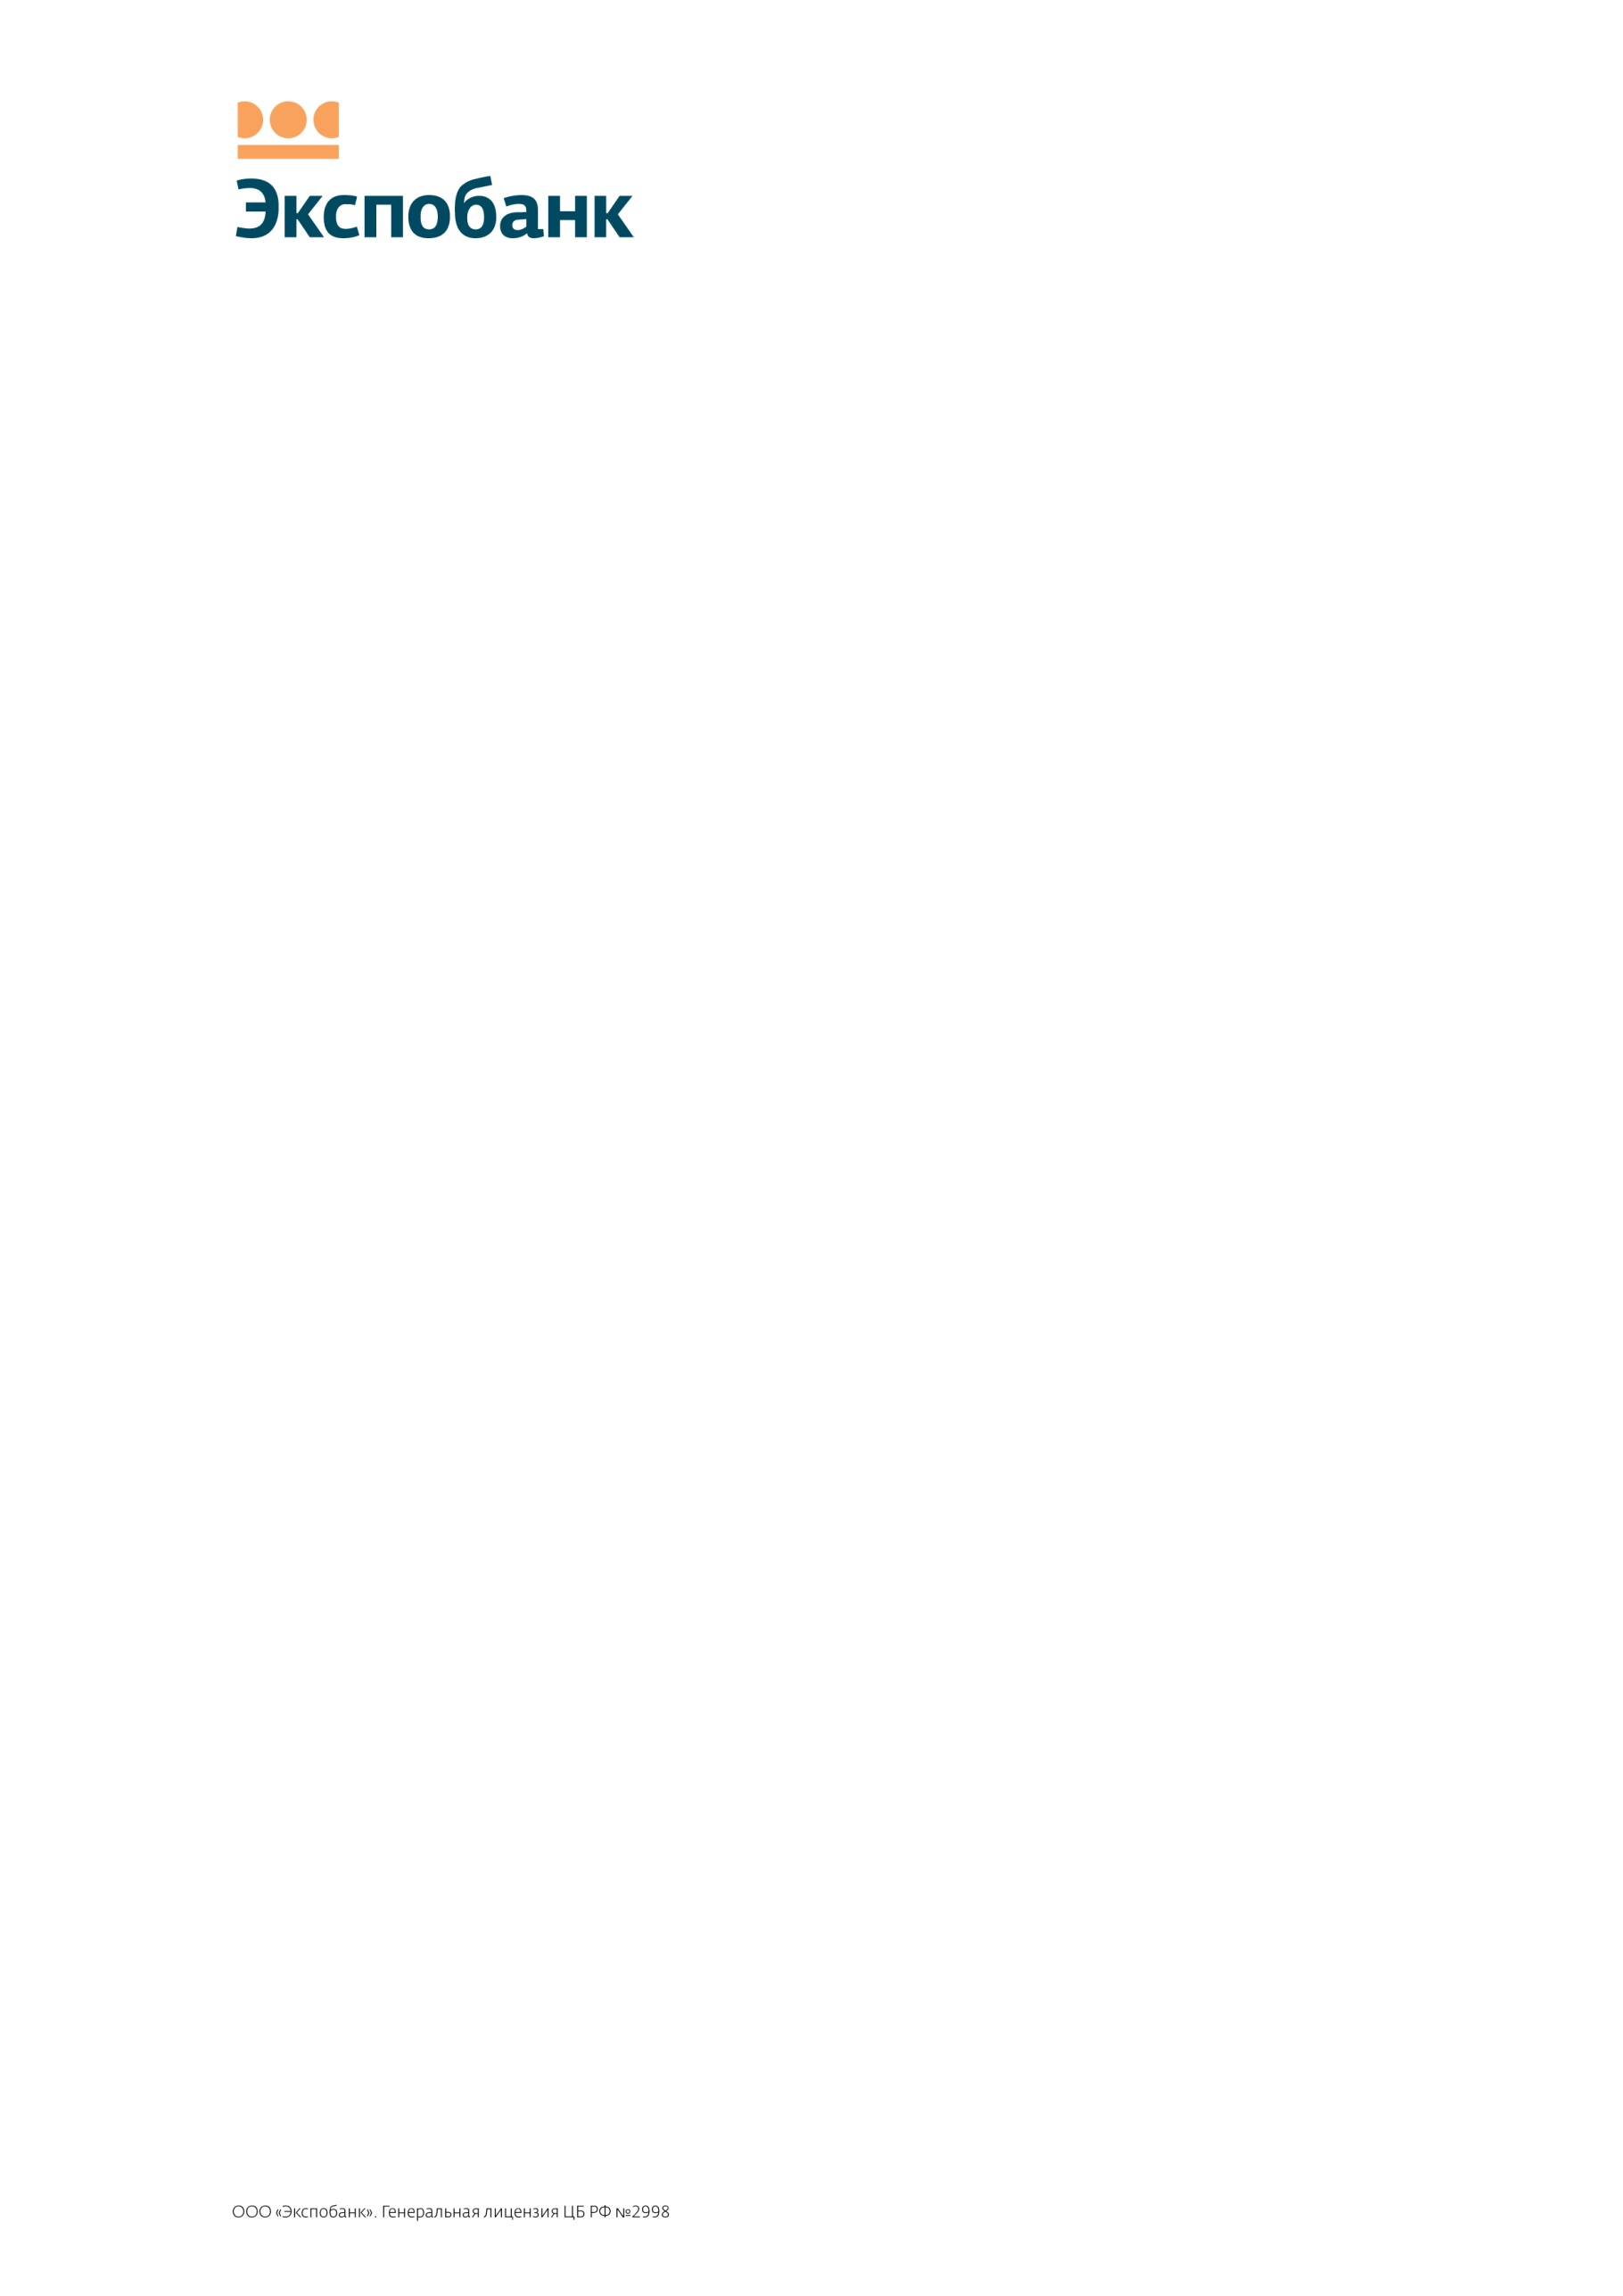 Экспобанк
ООО «Экспобанк». Генеральная лицензия ЦБ РФ №2998